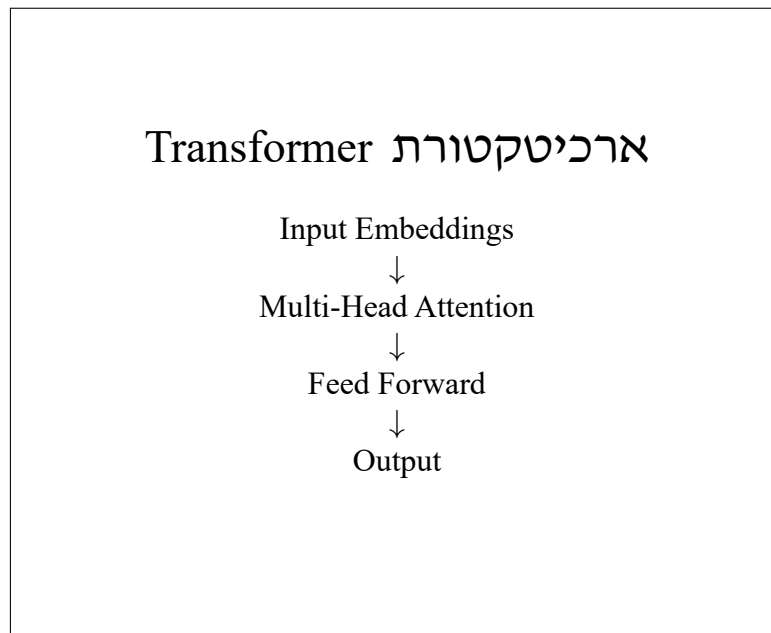 ארכיטקטורת Transformer
Input Embeddings
↓
Multi-Head Attention
↓
Feed Forward
↓
Output